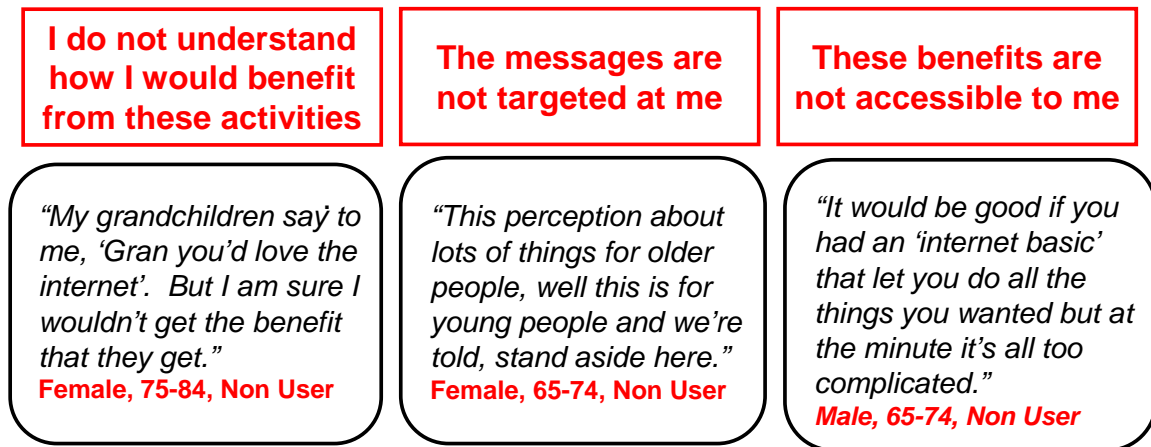 I do not understand
how I would benefit
from these activities
“My grandchildren say to
me, ‘Gran you’d love the
internet’.  But I am sure I
wouldn’t get the benefit
that they get.”
Female, 75-84, Non User
The messages are
not targeted at me
“This perception about
lots of things for older
people, well this is for
young people and we’re
told, stand aside here.”
Female, 65-74, Non User
These benefits are
not accessible to me
“It would be good if you
had an ‘internet basic’
that let you do all the
things you wanted but at
the minute it’s all too
complicated.”
Male, 65-74, Non User